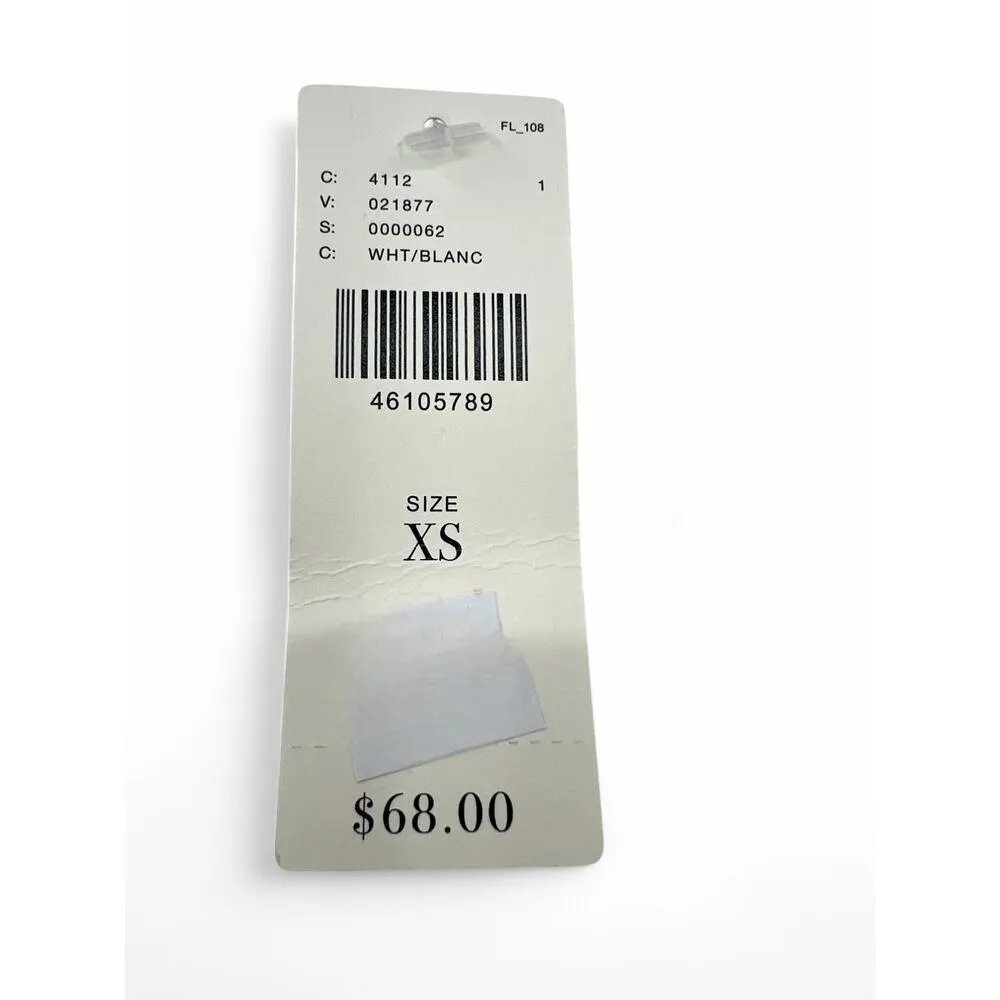 FL_108
C: 4112 1
V: 021877
S: 0000062
C: WHT/BLANC
46105789
SIZE
XS
$68.00